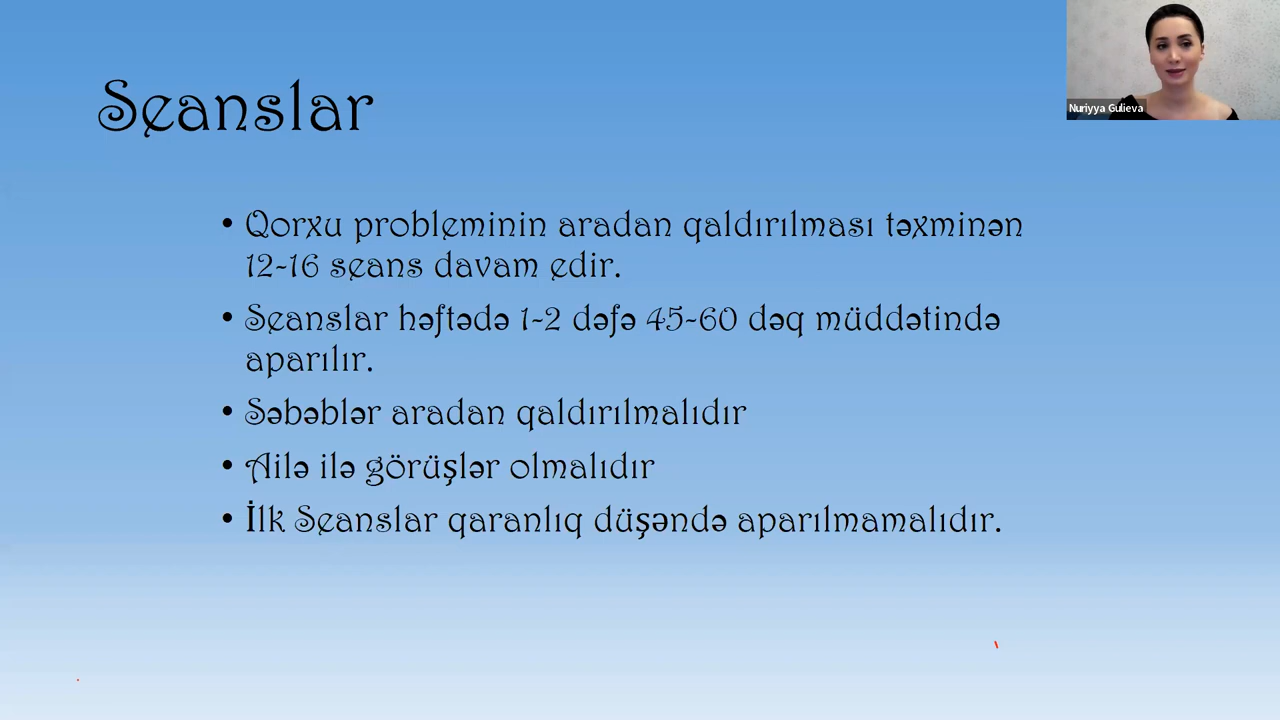 Seanslar
Nuriyya Gulieva
• Qorxu probleminin aradan qaldırılması təxminən
12-16 seans davam edir.
• Seanslar həftədə 1-2 dəfə 45-60 dəq müddətində
aparılır.
• Səbəblər aradan qaldırılmalıdır
• Ailə ilə görüşlər olmalıdır
• İlk Seanslar qaranlıq düşəndə aparılmamalıdır.